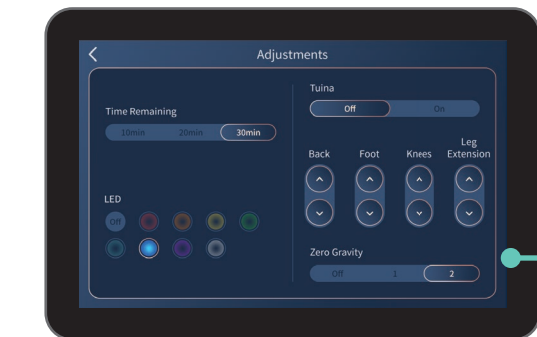 Adjustments
Time Remaining
10min 20min 30min
LED
Off
Tuina
Off On
Back Foot Knees Leg Extension
Zero Gravity
Off 1 2